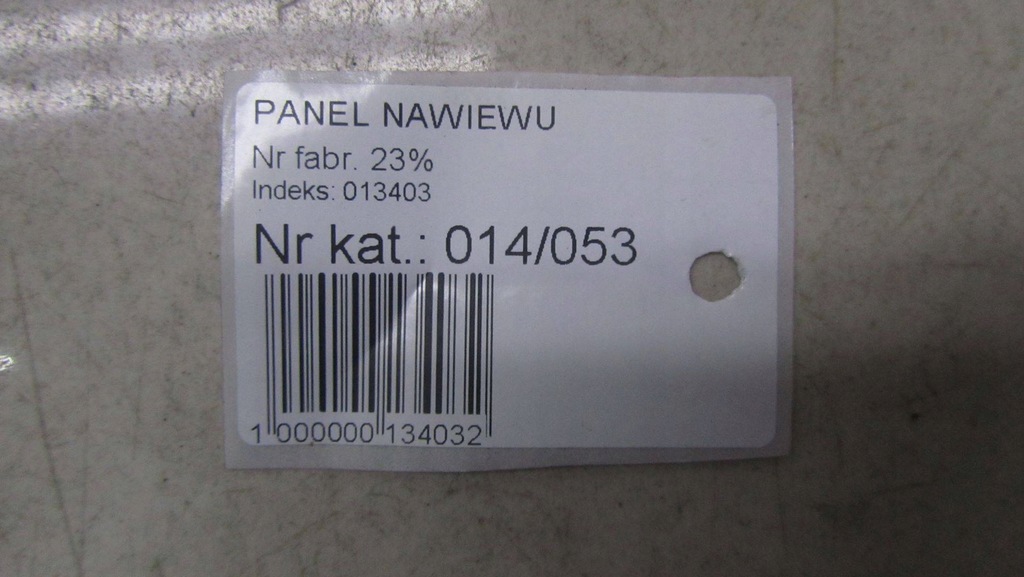 PANEL NAWIEWU
Nr fabr. 23%
Indeks: 013403
Nr kat.: 014/053
1 000000 134032